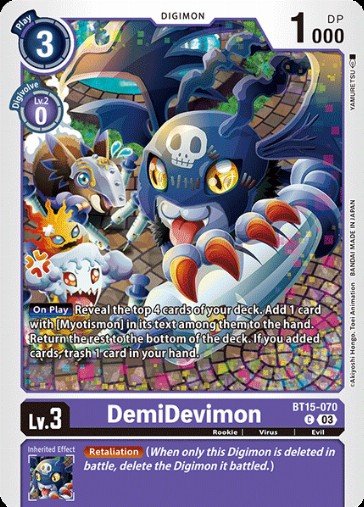 DIGIMON
Play
3
DP
1000
Digivolve
Lv.2
0
YAMURETSU
©Akiyoshi Hongo, Toei Animation BANDAI MADE IN JAPAN
On Play Reveal the top 4 cards of your deck. Add 1 card
with [Myotismon] in its text among them to the hand.
Return the rest to the bottom of the deck. If you added
cards, trash 1 card in your hand.
Lv.3
DemiDevimon
BT15-070
C 03
Rookie Virus Evil
Inherited Effect
Retaliation (When only this Digimon is deleted in
battle, delete the Digimon it battled.)